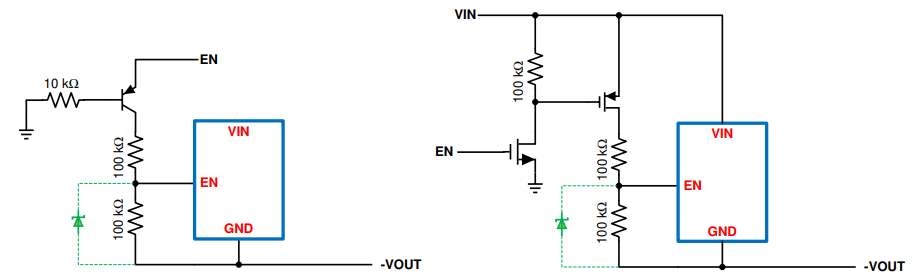 EN
10 kΩ
100 kΩ
VIN
EN
100 kΩ
GND
-VOUT
VIN
100 kΩ
EN
100 kΩ
VIN
EN
100 kΩ
GND
-VOUT